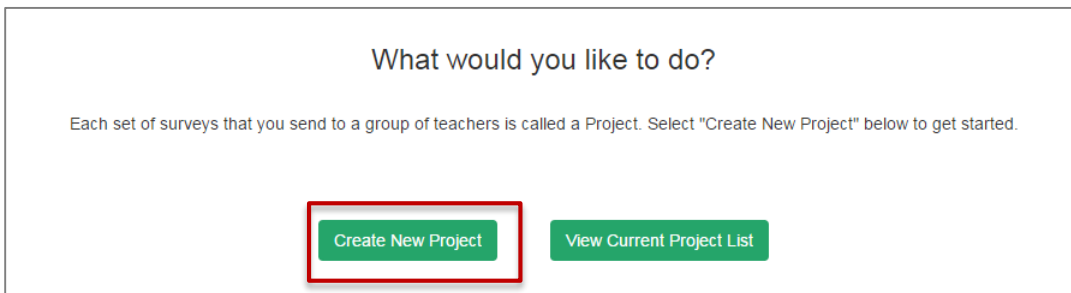 What would you like to do?
Each set of surveys that you send to a group of teachers is called a Project. Select "Create New Project" below to get started.
Create New Project
View Current Project List